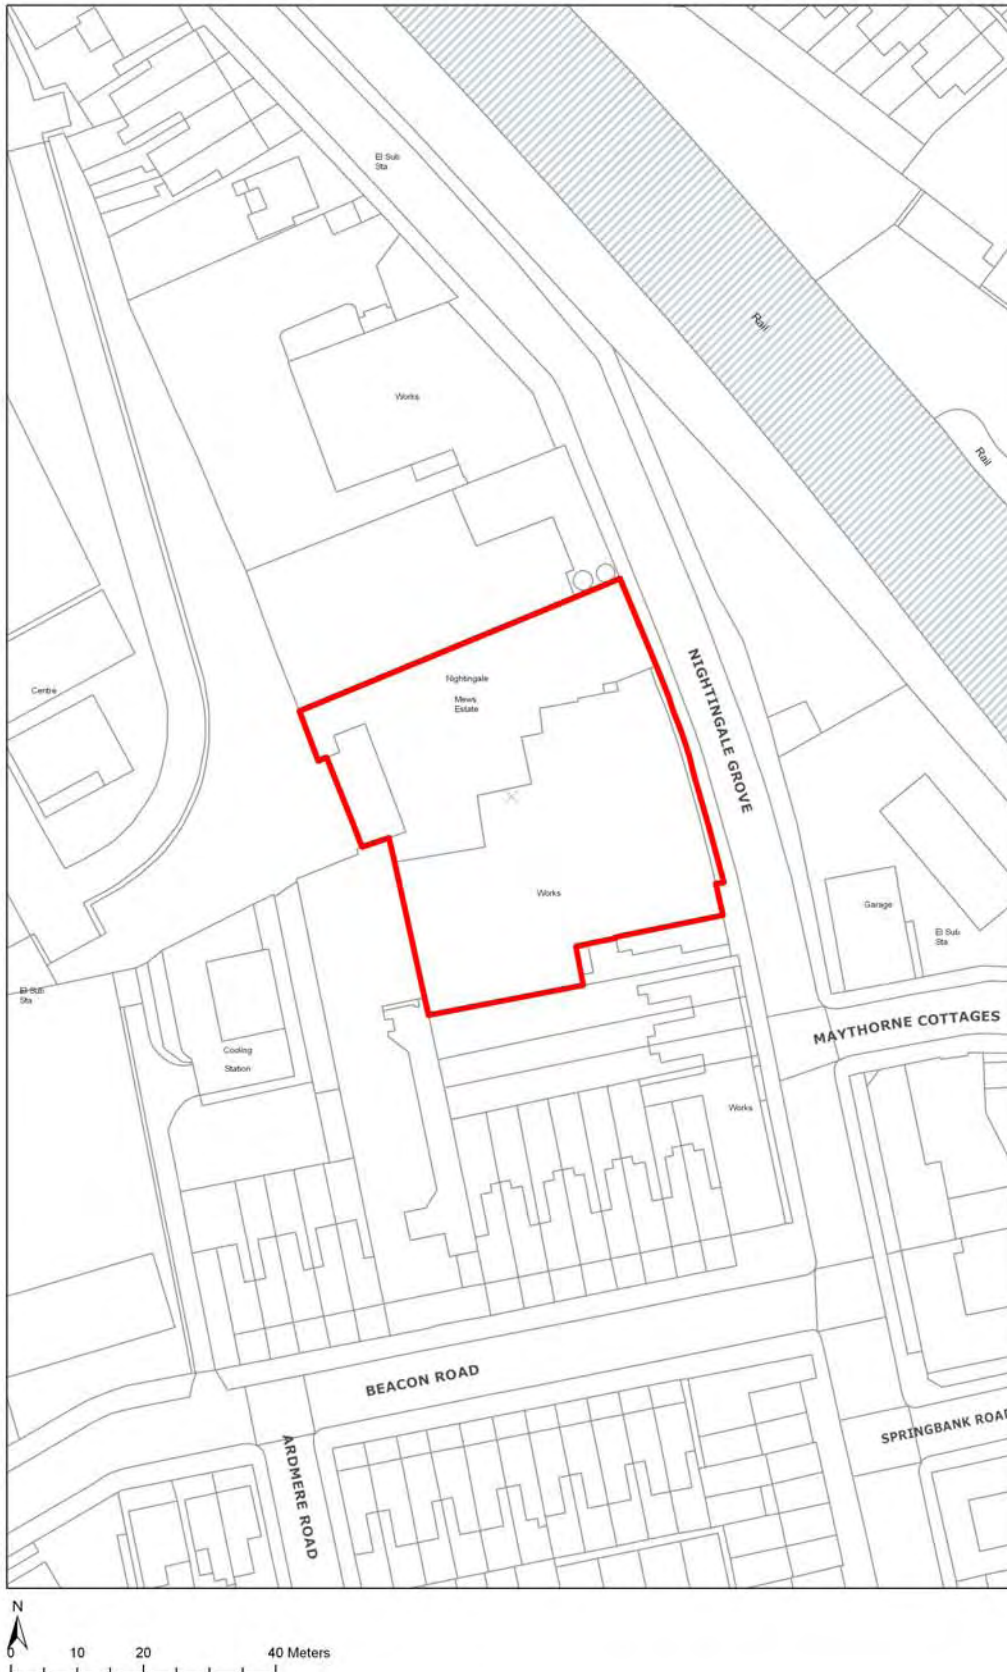 El Sub
Sta
Rail
Works
Rail
Nightingale
Mews
Estate
NIGHTINGALE GROVE
Centre
Works
Garage
El Sub
Sta
El Sub
Sta
MAYTHORNE COTTAGES
Cooling
Station
Works
BEACON ROAD
SPRINGBANK ROAD
ARDMERE ROAD
N
0 10 20 40 Meters